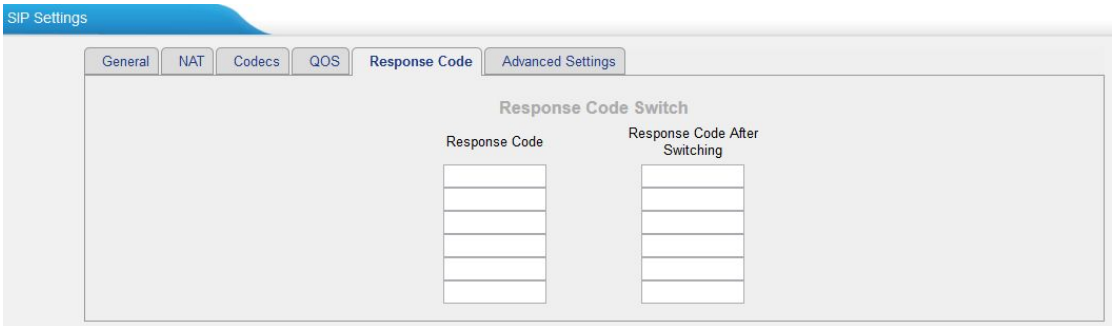 SIP Settings
General NAT Codecs QOS Response Code Advanced Settings
Response Code Switch
Response Code
Response Code After
Switching